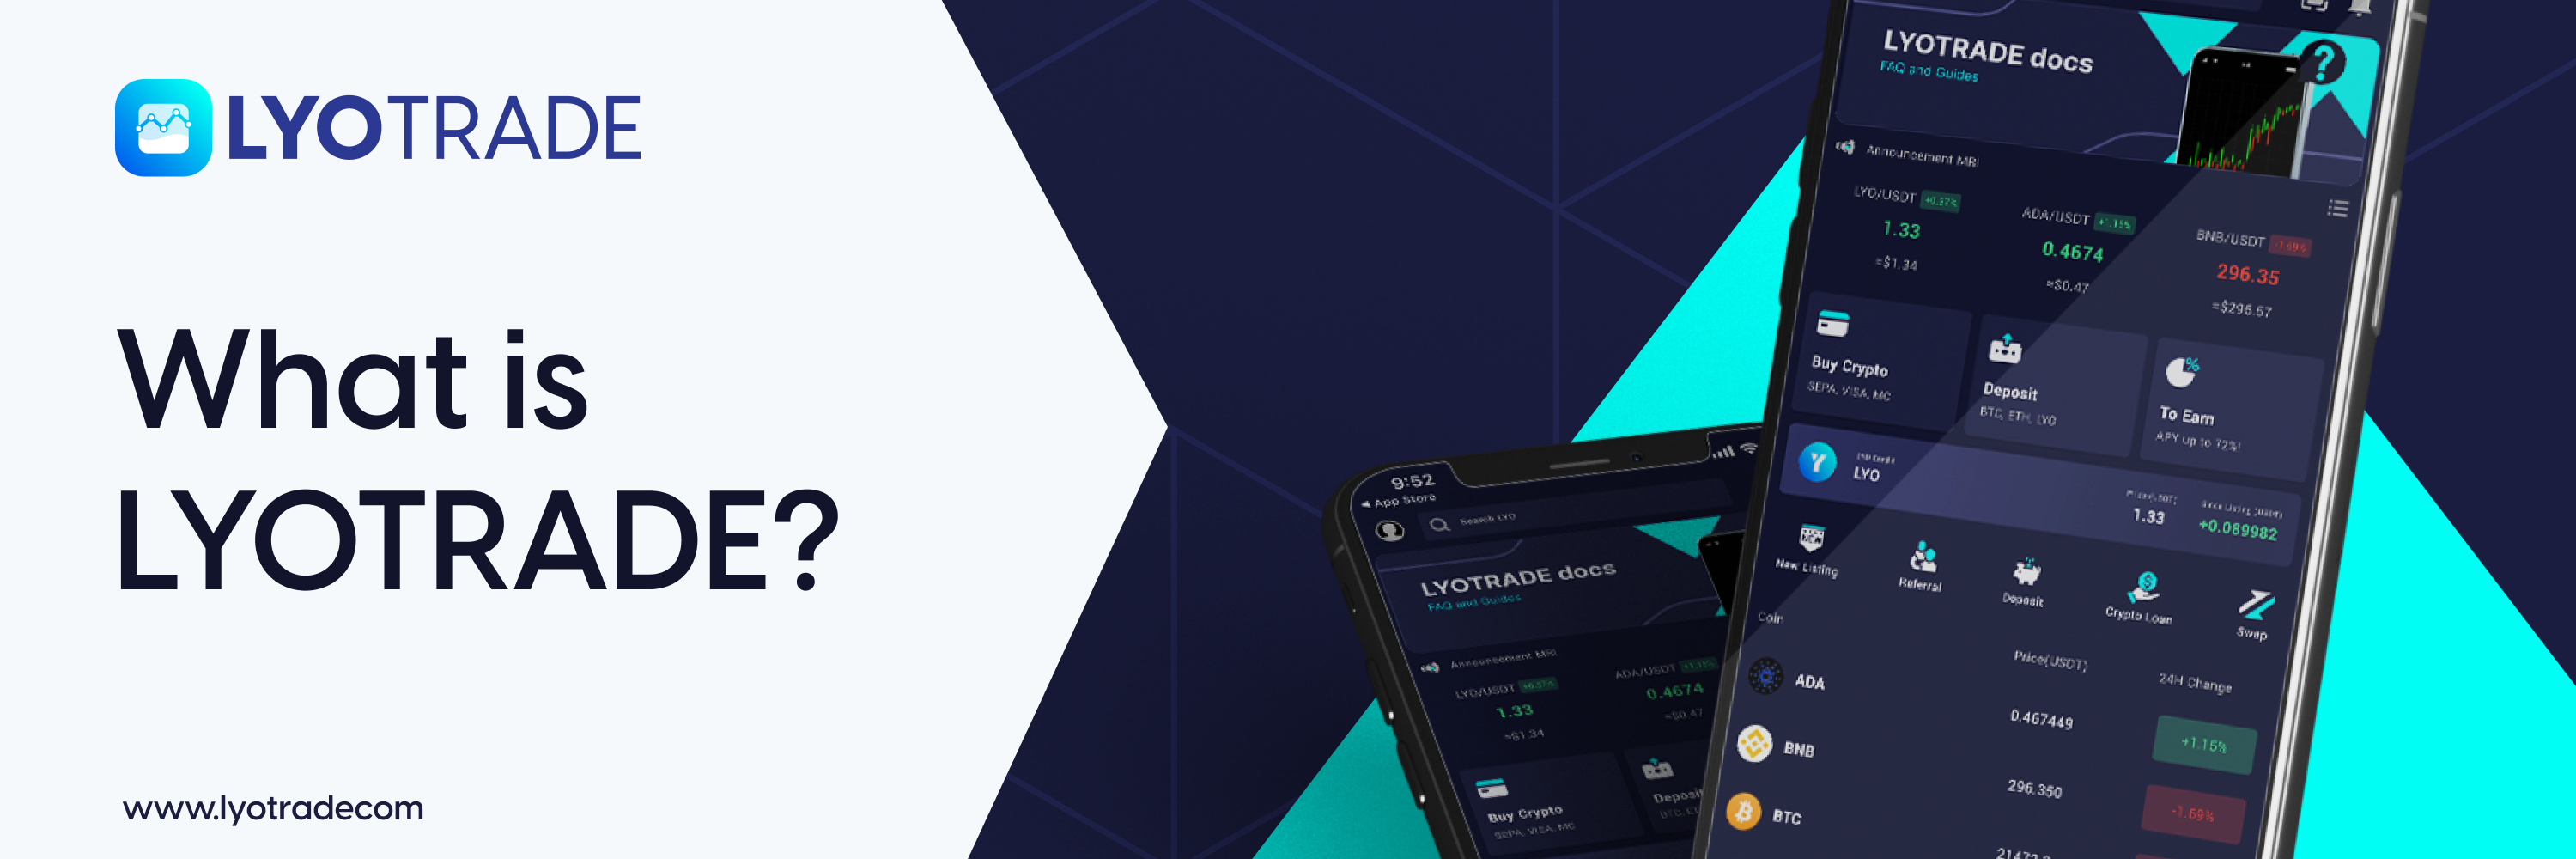 LYOTRADE
What is
LYOTRADE?
www.lyotradecom
9:52
App Store
Search LYO
LYOTRADE docs
FAQ and Guides
Announcement MRI
LYO/USDT +0.37% ADA/USDT +1.15%
1.33 0.4674
≈$1.34 ≈$0.47
Buy Crypto Deposit
SEPA, VISA, MC BTC, E
LYOTRADE docs
FAQ and Guides
?
Announcement MRI
LYO/USDT +0.37% ADA/USDT +1.15% BNB/USDT -1.69%
1.33 0.4674 296.35
≈$1.34 ≈$0.47 ≈$296.57
Buy Crypto Deposit To Earn
SEPA, VISA, MC BTC, ETH, LYO APY up to 72%!
LYO Credit Price(USDT)
LYO 1.33 +0.089982
New Listing Referral Deposit Crypto Loan Swap
Coin Price(USDT) 24H Change
ADA 0.467449 +1.15%
BNB 296.350 -1.69%
BTC